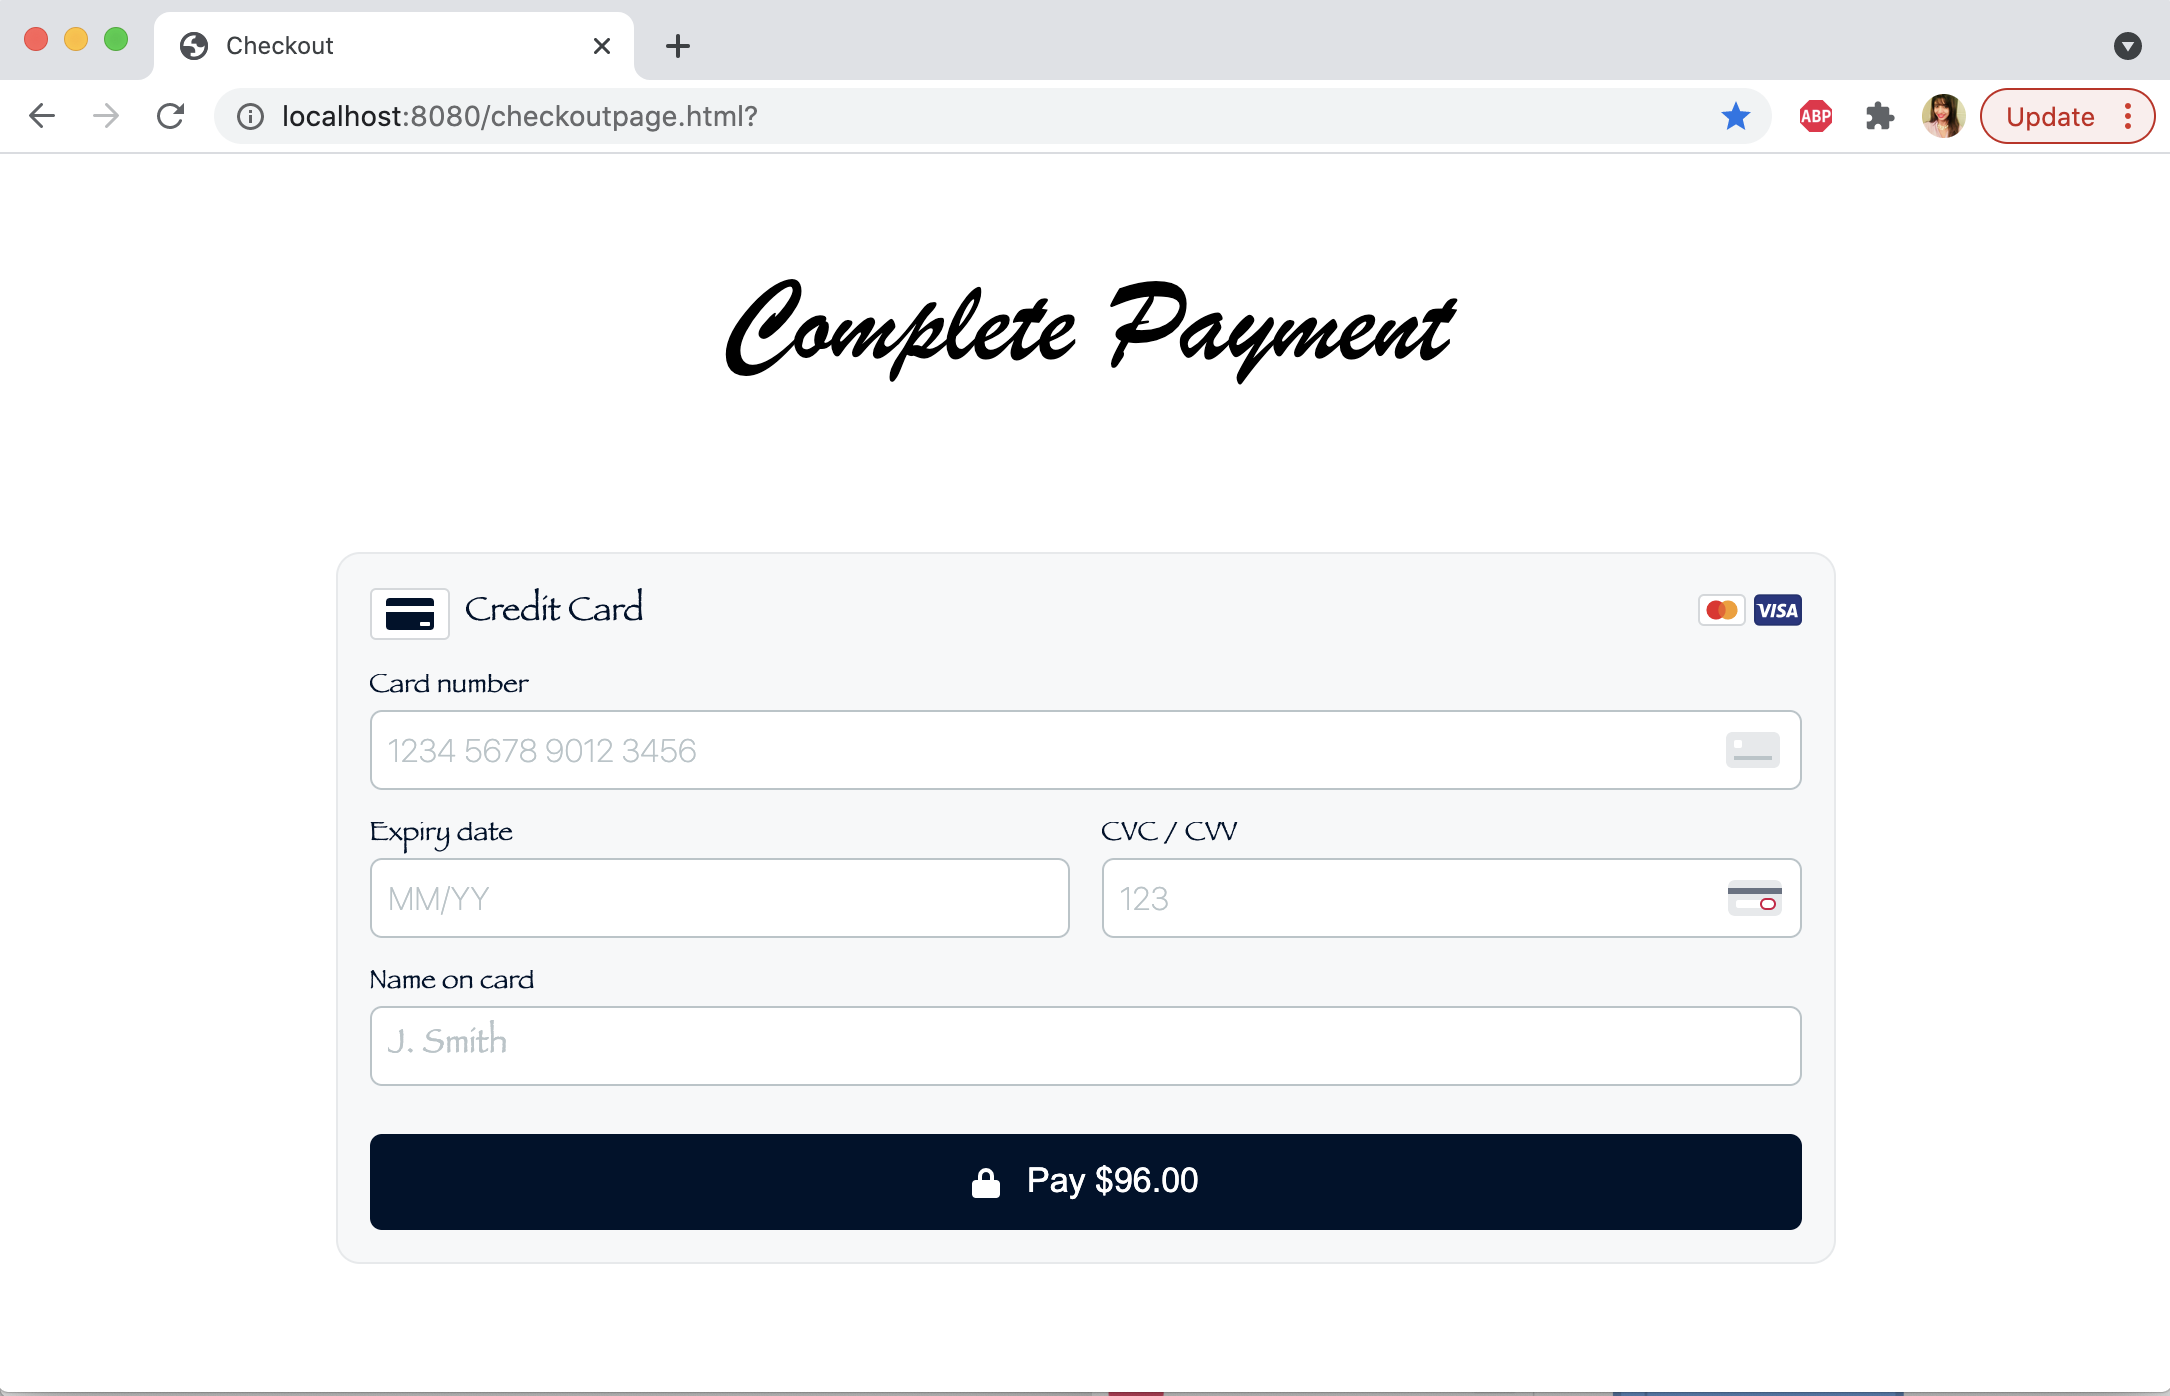 Checkout
localhost:8080/checkoutpage.html?
ABP
Update
Complete Payment
Credit Card
VISA
Card number
1234 5678 9012 3456
Expiry date
CVC / CVV
MM/YY
123
Name on card
J. Smith
Pay $96.00